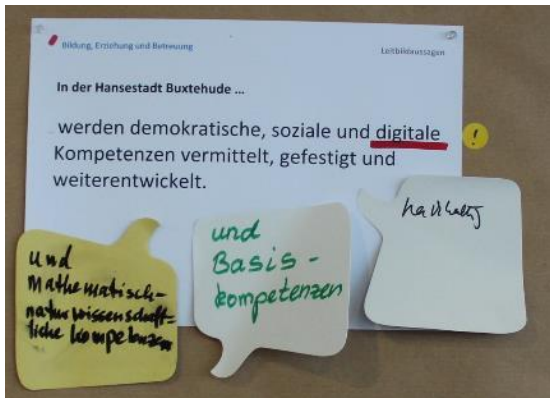 Bildung, Erziehung und Betreuung
Leitbildaussagen
In der Hansestadt Buxtehude ...
werden demokratische, soziale und digitale
Kompetenzen vermittelt, gefestigt und
weiterentwickelt.
!
und
Mathematisch-
naturwissenschaft-
liche kompetenzen
und
Basis-
kompetenzen
nachhaltig